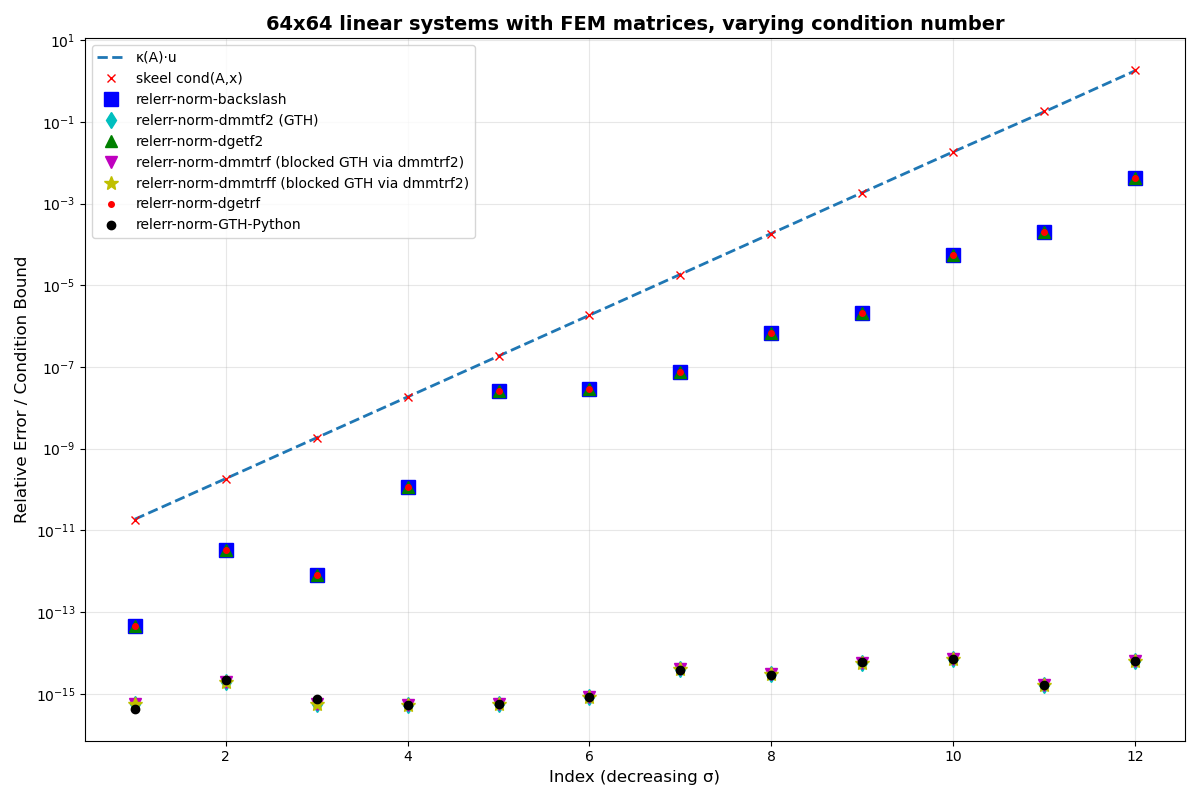 64x64 linear systems with FEM matrices, varying condition number
κ(A)·u
skeel cond(A,x)
relerr-norm-backslash
relerr-norm-dmmtf2 (GTH)
relerr-norm-dgetf2
relerr-norm-dmmtrf (blocked GTH via dmmtrf2)
relerr-norm-dmmtrff (blocked GTH via dmmtrf2)
relerr-norm-dgetrf
relerr-norm-GTH-Python
Relative Error / Condition Bound
10¹
10⁻¹
10⁻³
10⁻⁵
10⁻⁷
10⁻⁹
10⁻¹¹
10⁻¹³
10⁻¹⁵
2 4 6 8 10 12
Index (decreasing σ)